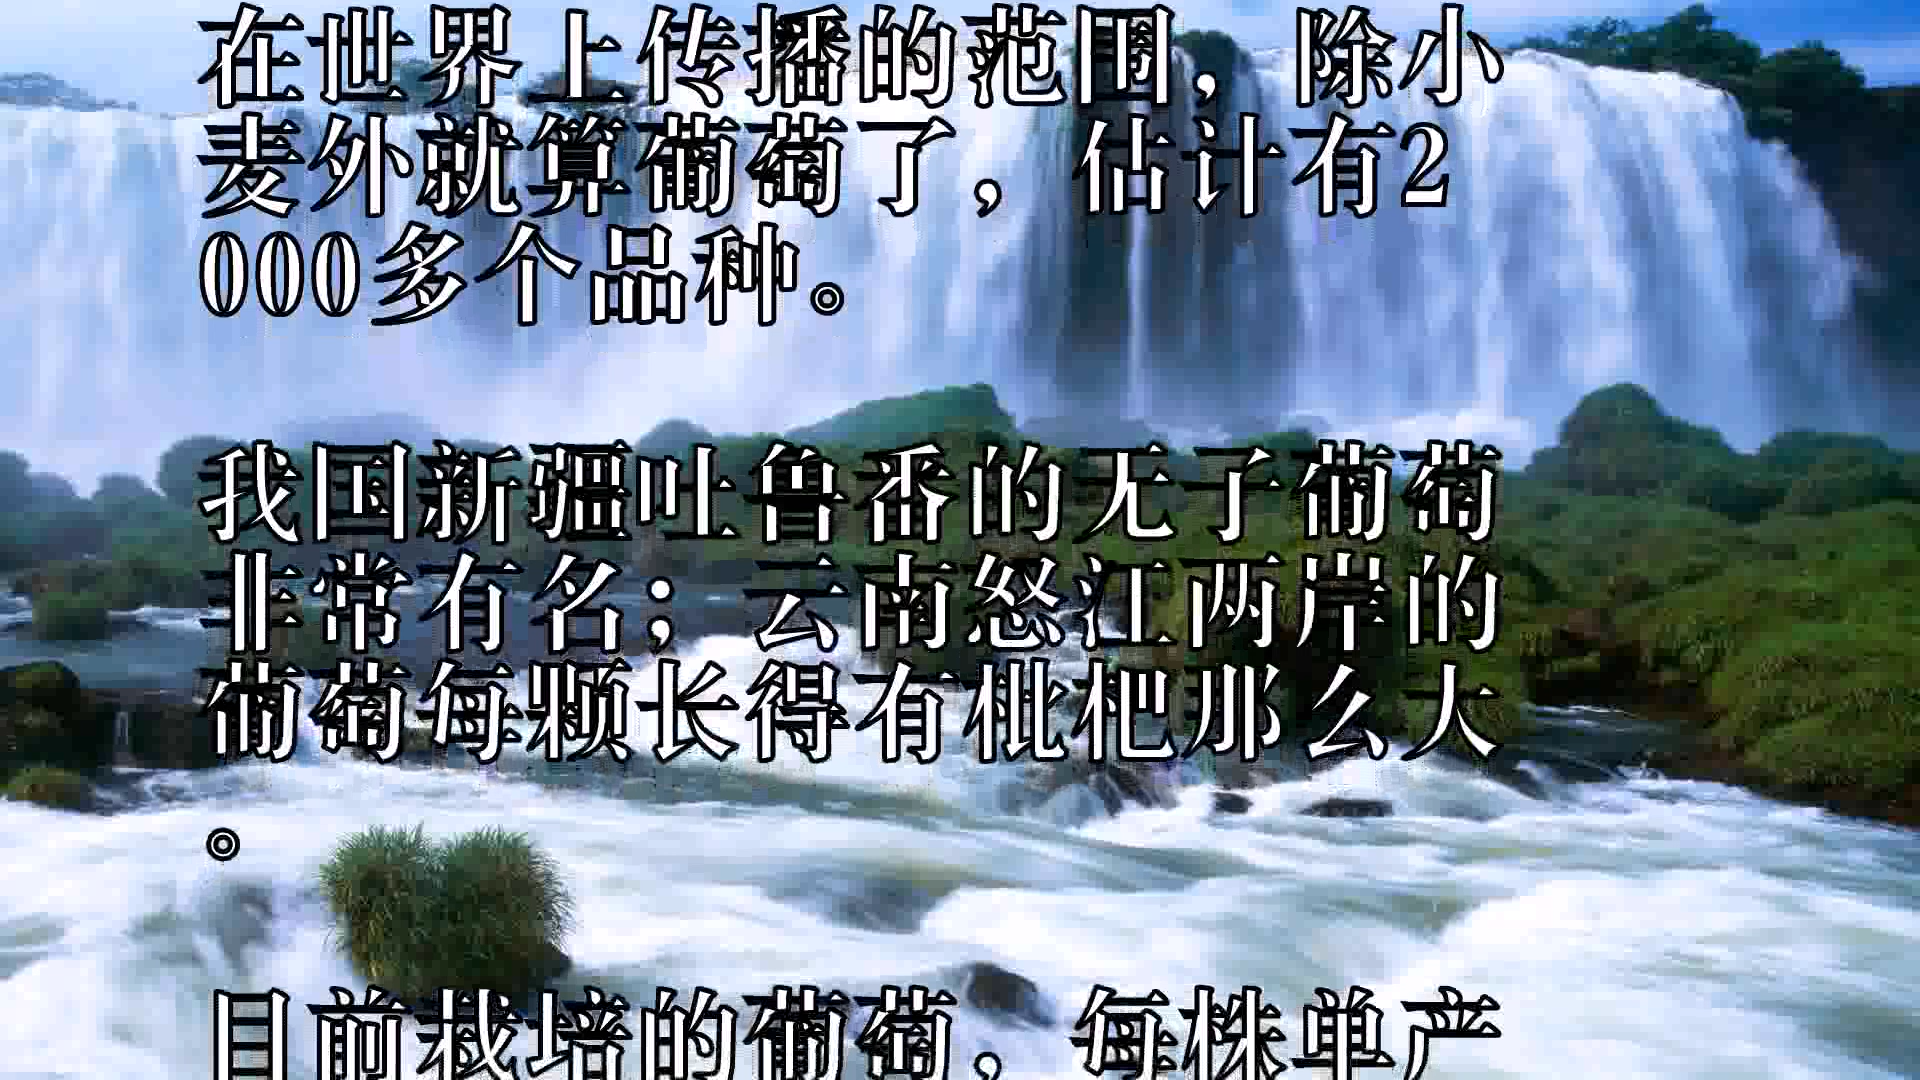 在世界上传播的范围，除小
麦外就算葡萄了，估计有2
000多个品种。
我国新疆吐鲁番的无子葡萄
非常有名；云南怒江两岸的
葡萄每颗长得有枇杷那么大
。
目前栽培的葡萄，每株单产